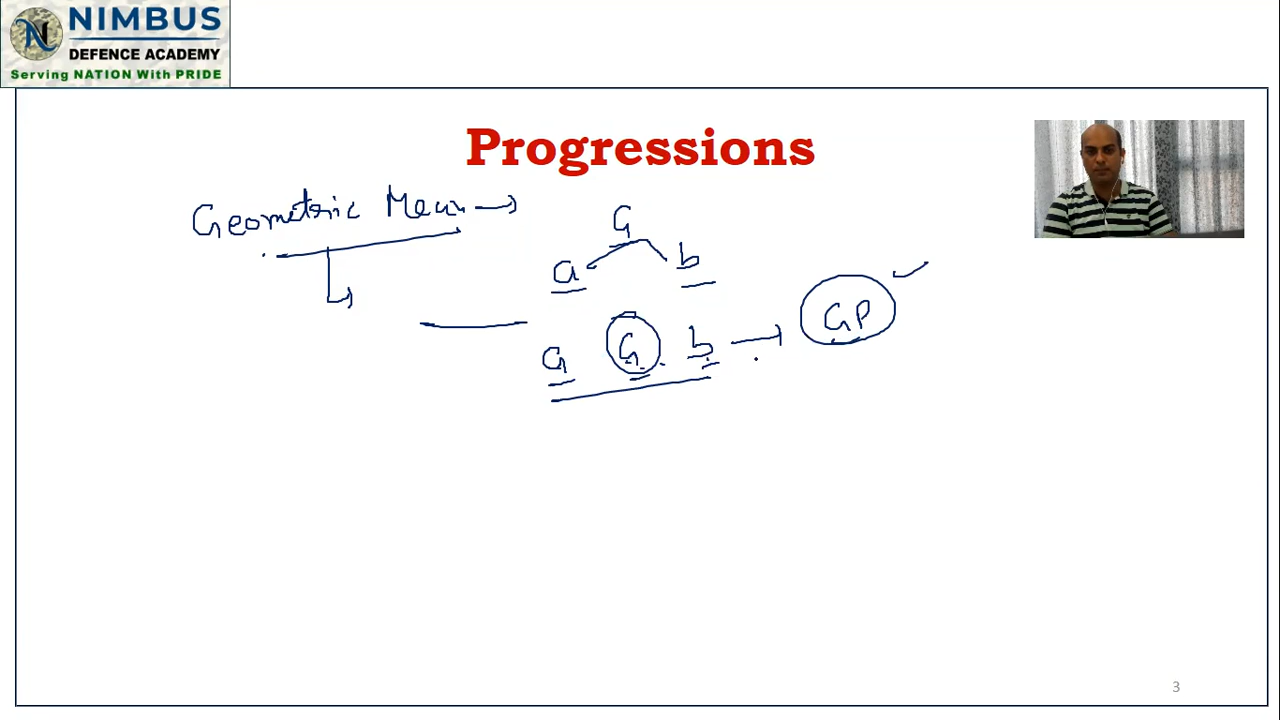 NIMBUS
DEFENCE ACADEMY
Serving NATION With PRIDE
Progressions
Geometric Mean → G
a b
a G b → GP ✓
3